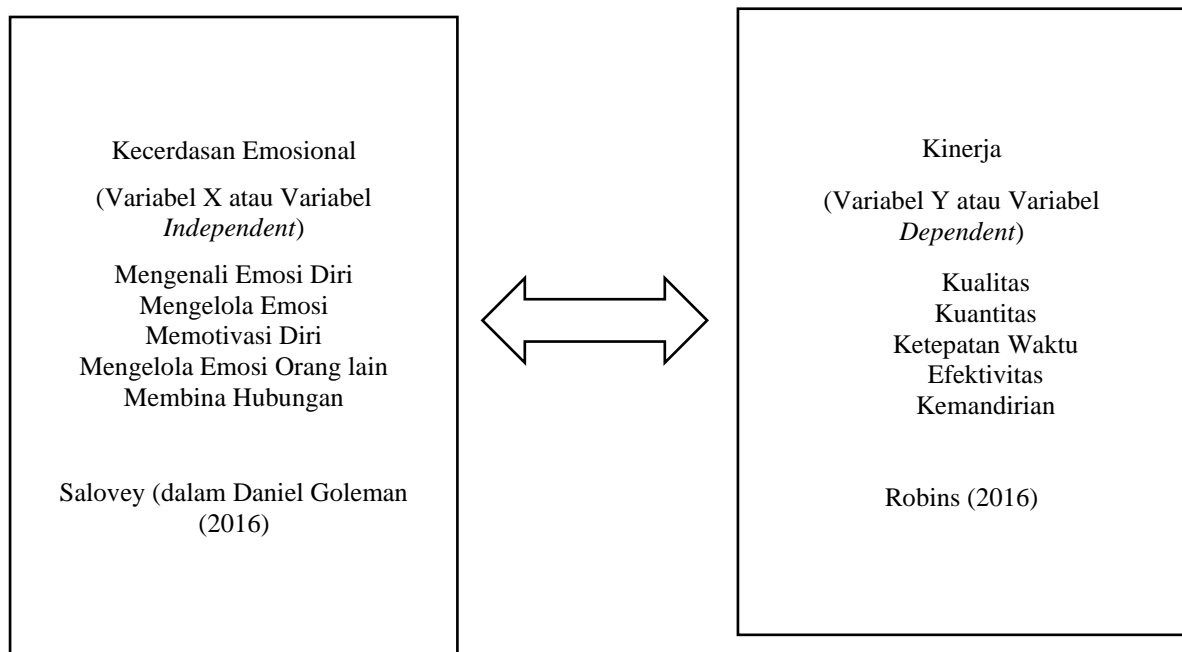 Kecerdasan Emosional
(Variabel X atau Variabel
Independent)
Mengenali Emosi Diri
Mengelola Emosi
Memotivasi Diri
Mengelola Emosi Orang lain
Membina Hubungan
Salovey (dalam Daniel Goleman
(2016)
Kinerja
(Variabel Y atau Variabel
Dependent)
Kualitas
Kuantitas
Ketepatan Waktu
Efektivitas
Kemandirian
Robins (2016)